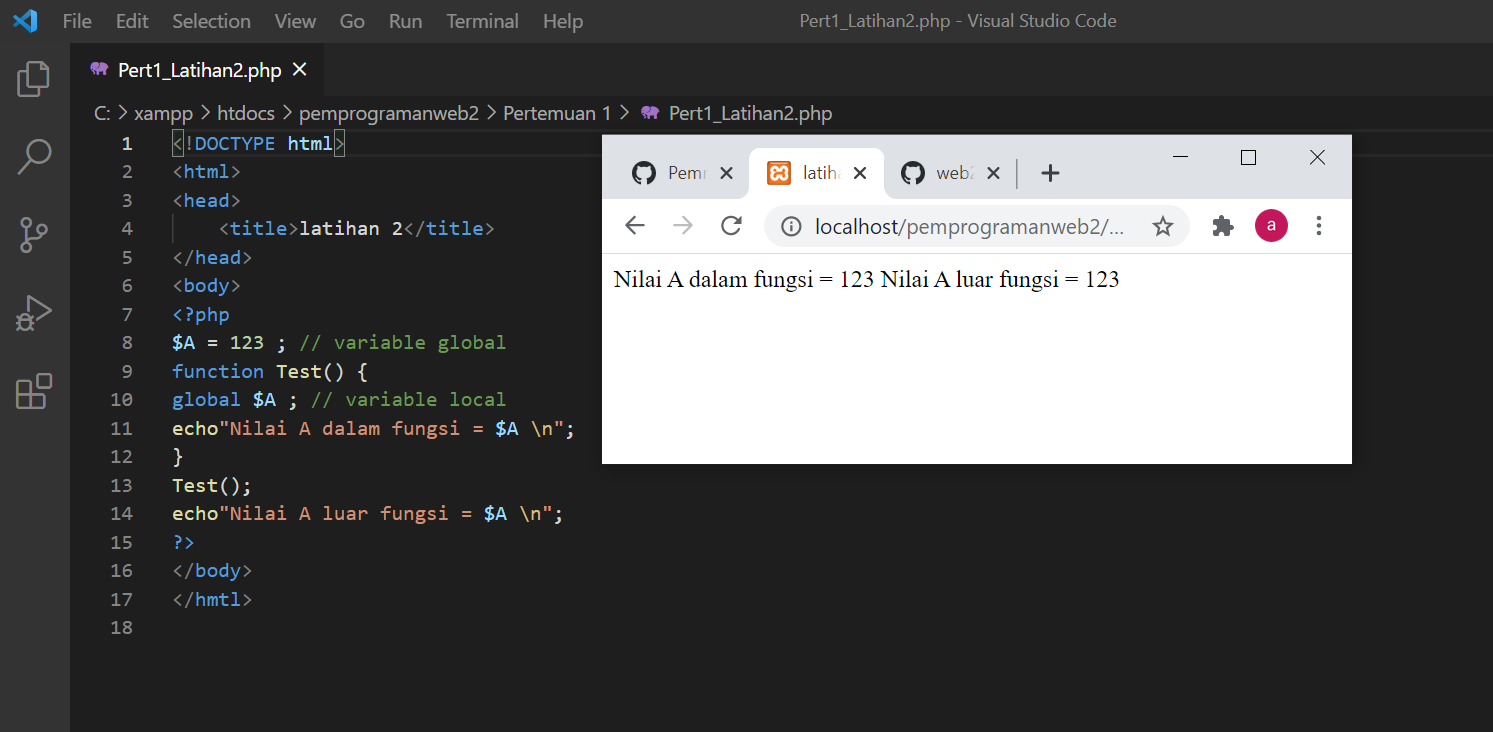 File Edit Selection View Go Run Terminal Help Pert1_Latihan2.php - Visual Studio Code
Pert1_Latihan2.php
C: > xampp > htdocs > pemprogramanweb2 > Pertemuan 1 > Pert1_Latihan2.php
1 <!DOCTYPE html>
2 <html>
3 <head>
4     <title>latihan 2</title>
5 </head>
6 <body>
7 <?php
8 $A = 123 ; // variable global
9 function Test() {
10 global $A ; // variable local
11 echo"Nilai A dalam fungsi = $A \n";
12 }
13 Test();
14 echo"Nilai A luar fungsi = $A \n";
15 ?>
16 </body>
17 </hmtl>
18
Pemr latiha web2
localhost/pemprogramanweb2/... a
Nilai A dalam fungsi = 123 Nilai A luar fungsi = 123